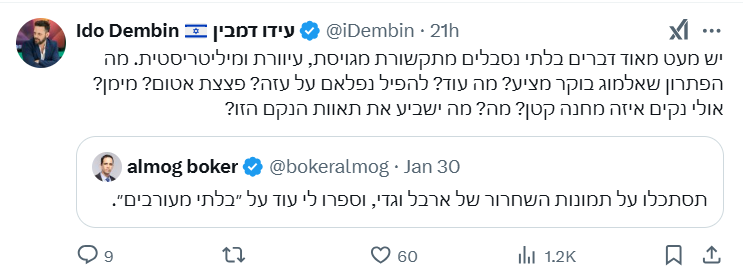 Ido Dembin 🇮🇱 עידו דמבין @iDembin · 21h
יש מעט מאוד דברים בלתי נסבלים מתקשורת מגויסת, עיוורת ומיליטריסטית. מה
הפתרון שאלמוג בוקר מציע? מה עוד? להפיל נפלאם על עזה? פצצת אטום? מימן?
אולי נקים איזה מחנה קטן? מה? מה ישביע את תאוות הנקם הזו?
almog boker @bokeralmog · Jan 30
תסתכלו על תמונות השחרור של ארבל וגדי, וספרו לי עוד על ״בלתי מעורבים״.
9 60 1.2K